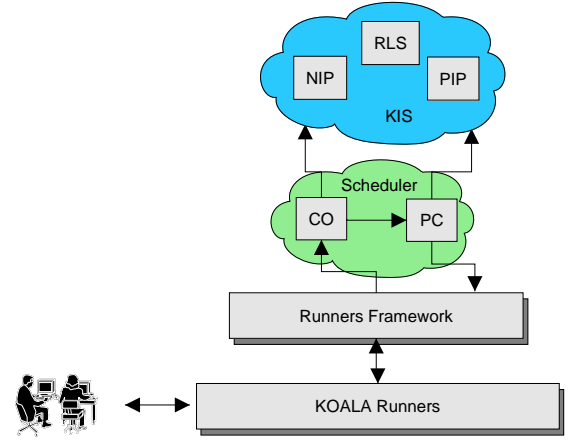 RLS
NIP
PIP
KIS
Scheduler
CO
PC
Runners Framework
KOALA Runners